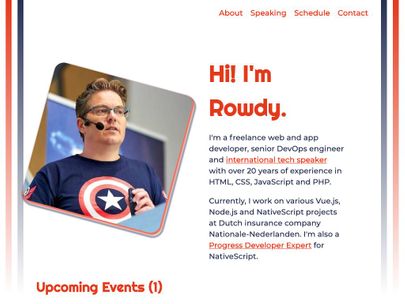 About Speaking Schedule Contact
Hi! I'm
Rowdy.
I'm a freelance web and app
developer, senior DevOps engineer
and international tech speaker
with over 20 years of experience in
HTML, CSS, JavaScript and PHP.
Currently, I work on various Vue.js,
Node.js and NativeScript projects
at Dutch insurance company
Nationale-Nederlanden. I'm also a
Progress Developer Expert for
NativeScript.
Upcoming Events (1)